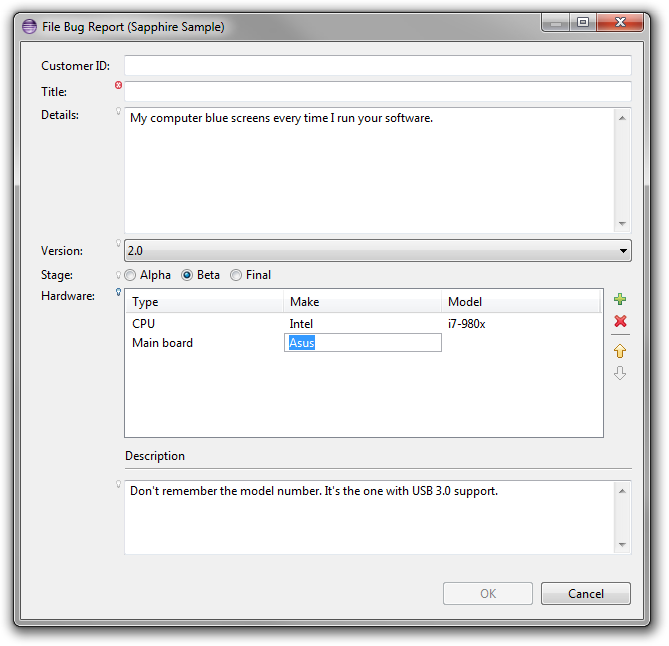 File Bug Report (Sapphire Sample)
Customer ID:
Title:
Details:
My computer blue screens every time I run your software.
Version:
2.0
Stage:
Alpha
Beta
Final
Hardware:
Type Make Model
CPU Intel i7-980x
Main board Asus
Description
Don't remember the model number. It's the one with USB 3.0 support.
OK
Cancel